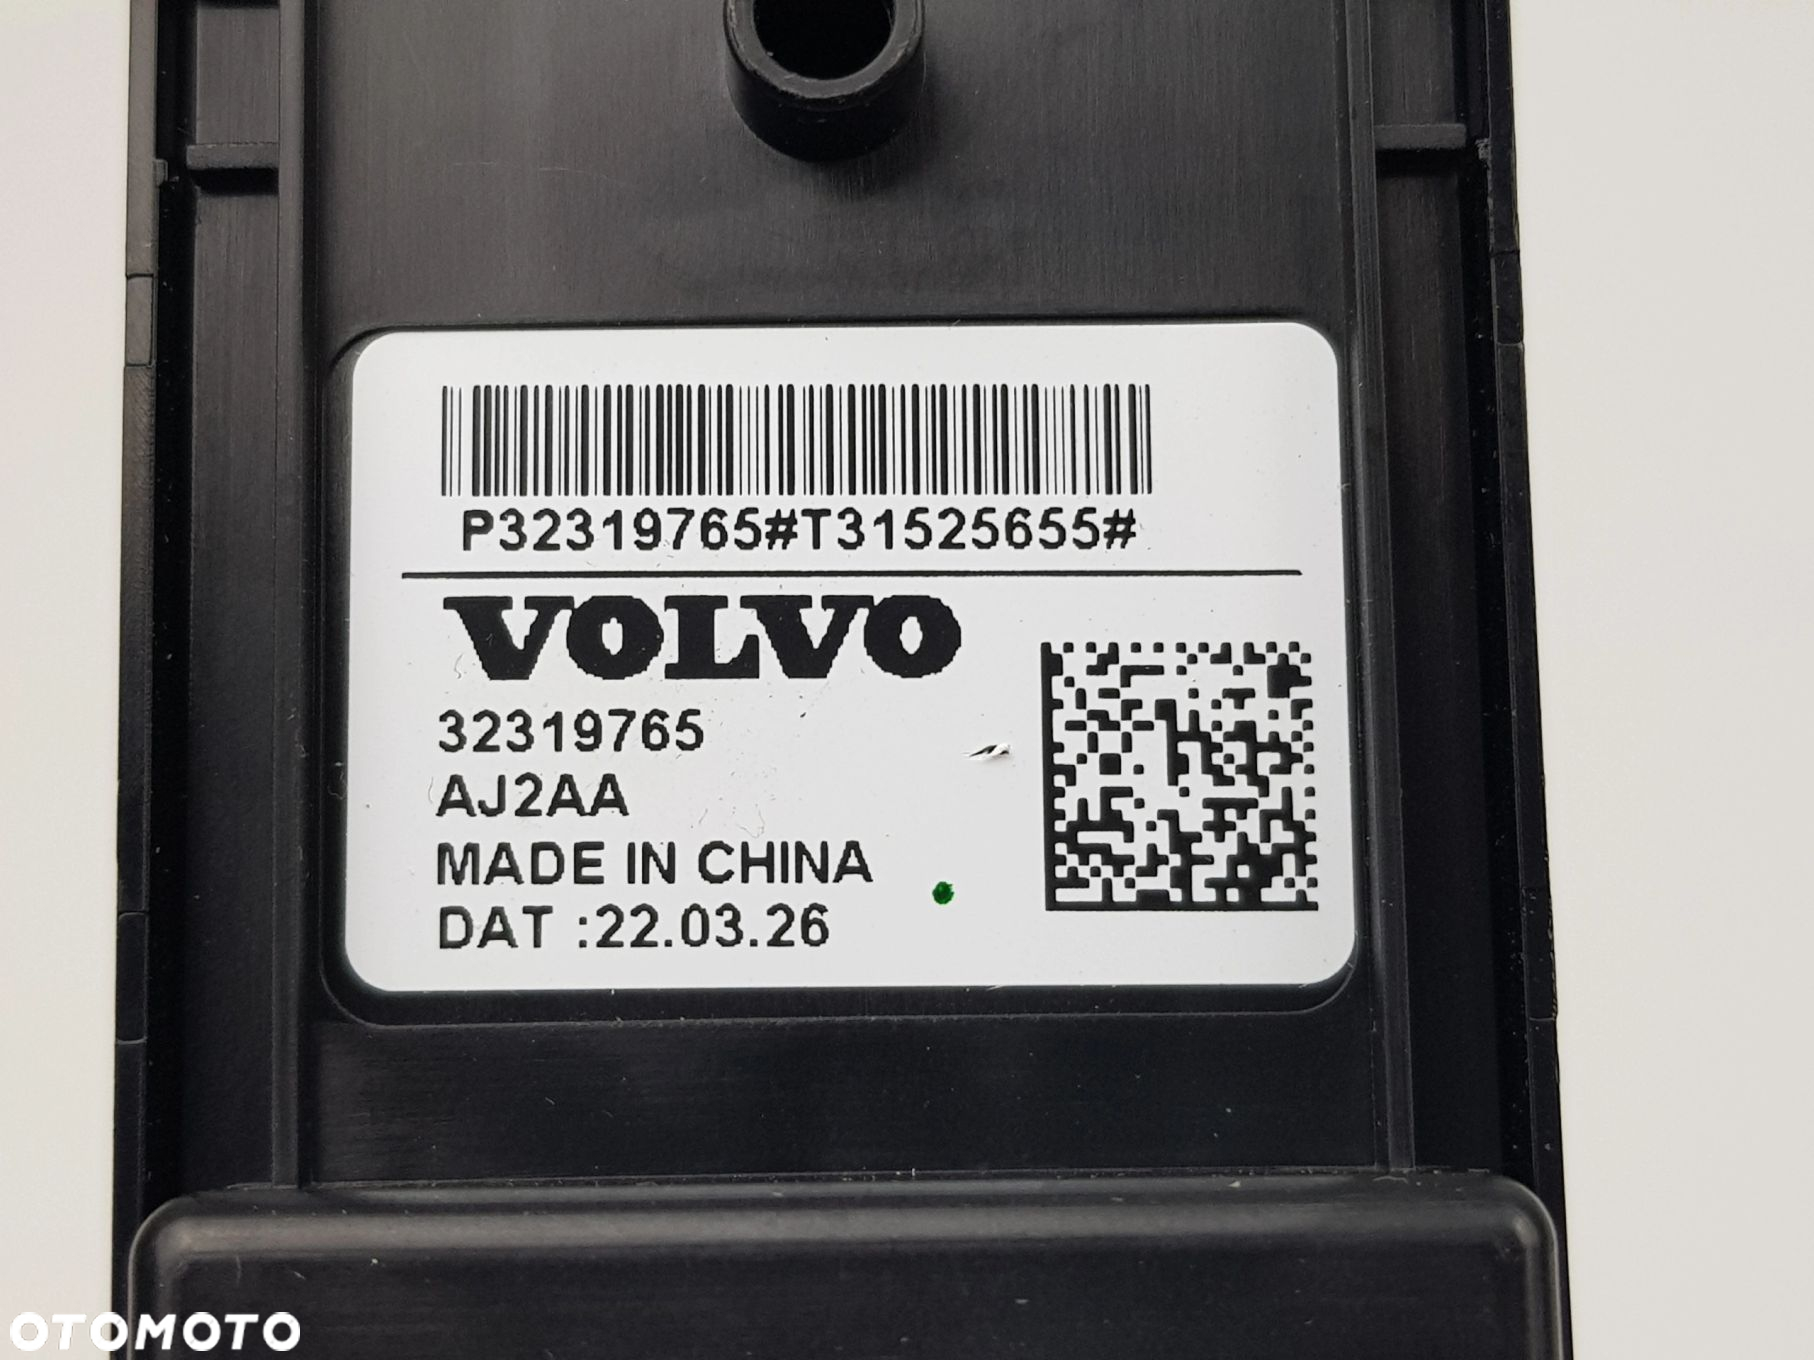 P32319765#T31525655#
VOLVO
32319765
AJ2AA
MADE IN CHINA
DAT :22.03.26
OTOMOTO